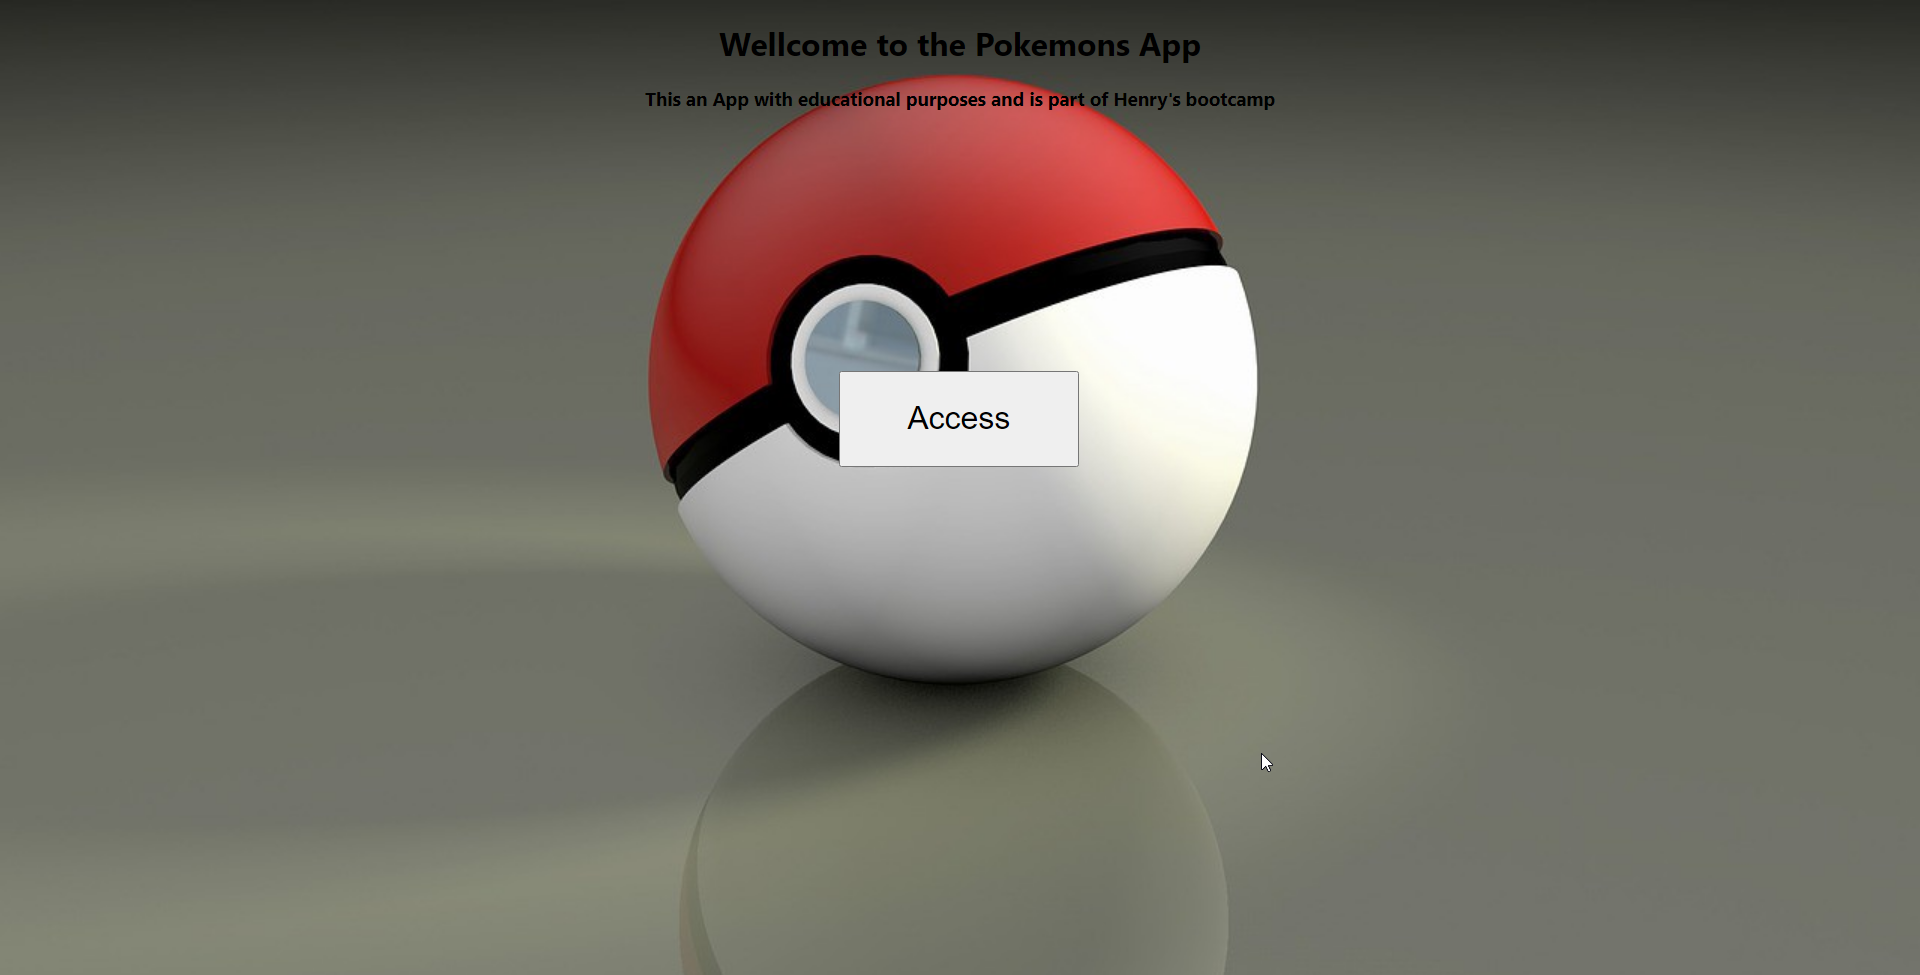 Wellcome to the Pokemons App
This an App with educational purposes and is part of Henry's bootcamp
Access